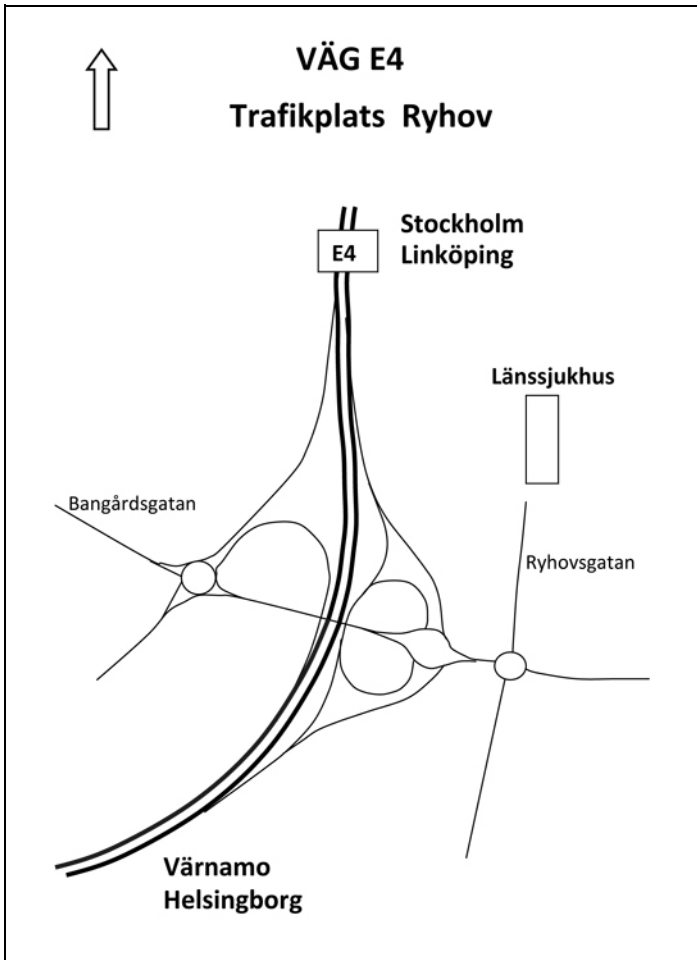 VÄG E4
Trafikplats Ryhov
Stockholm
Linköping
E4
Länssjukhus
Bangårdsgatan
Ryhovsgatan
Värnamo
Helsingborg